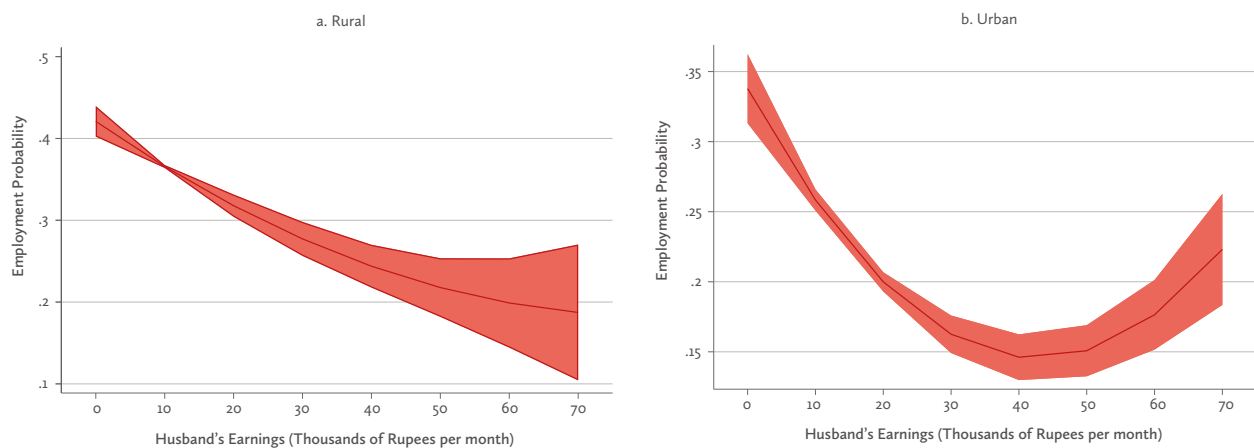 a. Rural
.5
.4
.3
.2
.1
Employment Probability
0 10 20 30 40 50 60 70
Husband's Earnings (Thousands of Rupees per month)
b. Urban
.35
.3
.25
.2
.15
Employment Probability
0 10 20 30 40 50 60 70
Husband's Earnings (Thousands of Rupees per month)